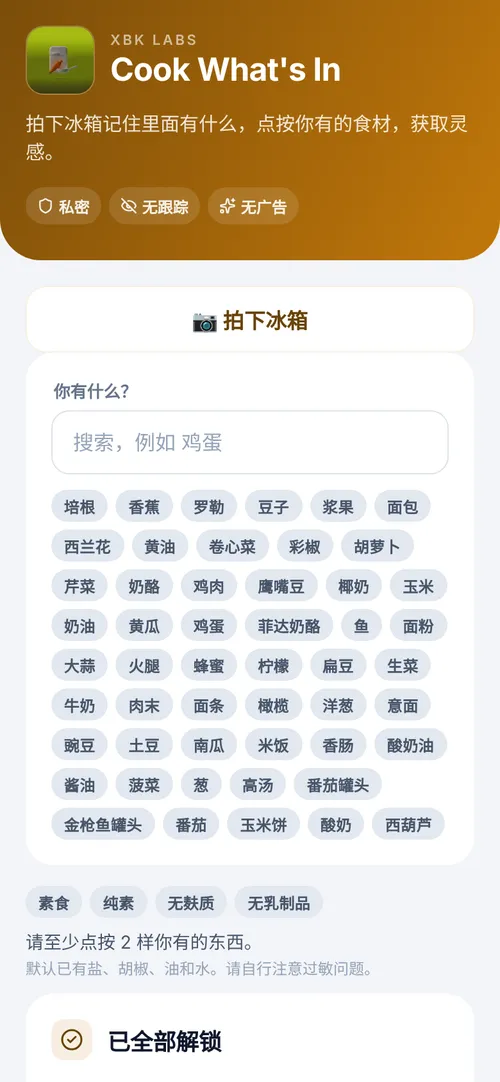 XBK LABS
Cook What's In
拍下冰箱记住里面有什么，点按你有的食材，获取灵
感。
私密 无跟踪 无广告
拍下冰箱
你有什么？
搜索，例如 鸡蛋
培根 香蕉 罗勒 豆子 浆果 面包
西兰花 黄油 卷心菜 彩椒 胡萝卜
芹菜 奶酪 鸡肉 鹰嘴豆 椰奶 玉米
奶油 黄瓜 鸡蛋 菲达奶酪 鱼 面粉
大蒜 火腿 蜂蜜 柠檬 扁豆 生菜
牛奶 肉末 面条 橄榄 洋葱 意面
豌豆 土豆 南瓜 米饭 香肠 酸奶油
酱油 菠菜 葱 高汤 番茄罐头
金枪鱼罐头 番茄 玉米饼 酸奶 西葫芦
素食 纯素 无麸质 无乳制品
请至少点按 2 样你有的东西。
默认已有盐、胡椒、油和水。请自行注意过敏问题。
已全部解锁